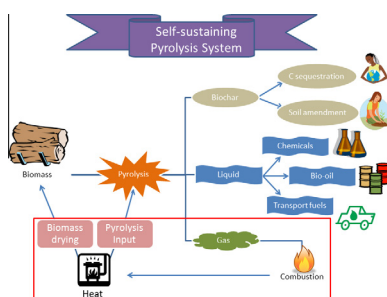 Self-sustaining
Pyrolysis System
C sequestration
Biochar
Soil amendment
Chemicals
Biomass
Pyrolysis
Liquid
Bio-oil
Transport fuels
Biomass
drying
Pyrolysis
Input
Gas
Heat
Combustion